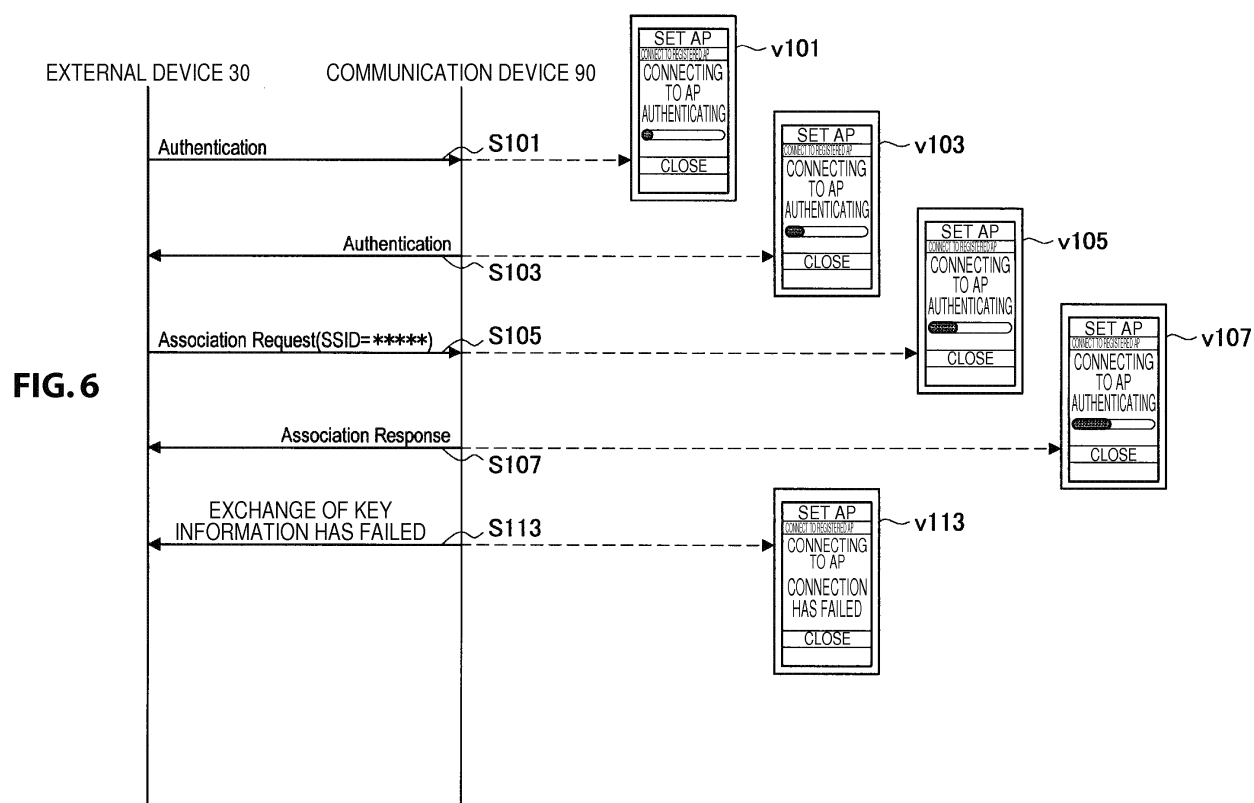 EXTERNAL DEVICE 30
COMMUNICATION DEVICE 90
SET AP
CONNECT TO REGISTERED AP
CONNECTING
TO AP
AUTHENTICATING
CLOSE
v101
Authentication
S101
SET AP
CONNECT TO REGISTERED AP
CONNECTING
TO AP
AUTHENTICATING
CLOSE
v103
Authentication
S103
SET AP
CONNECT TO REGISTERED AP
CONNECTING
TO AP
AUTHENTICATING
CLOSE
v105
Association Request(SSID=*****)
S105
SET AP
CONNECT TO REGISTERED AP
CONNECTING
TO AP
AUTHENTICATING
CLOSE
v107
FIG. 6
Association Response
S107
EXCHANGE OF KEY
INFORMATION HAS FAILED
S113
SET AP
CONNECT TO REGISTERED AP
CONNECTING
TO AP
CONNECTION
HAS FAILED
CLOSE
v113